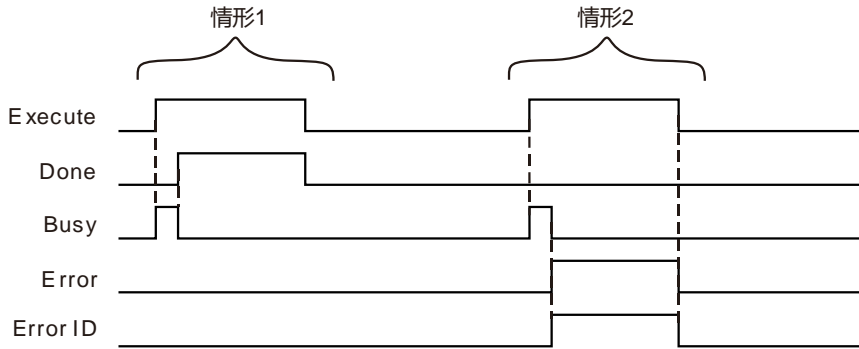 情形1
情形2
Execute
Done
Busy
Error
Error ID